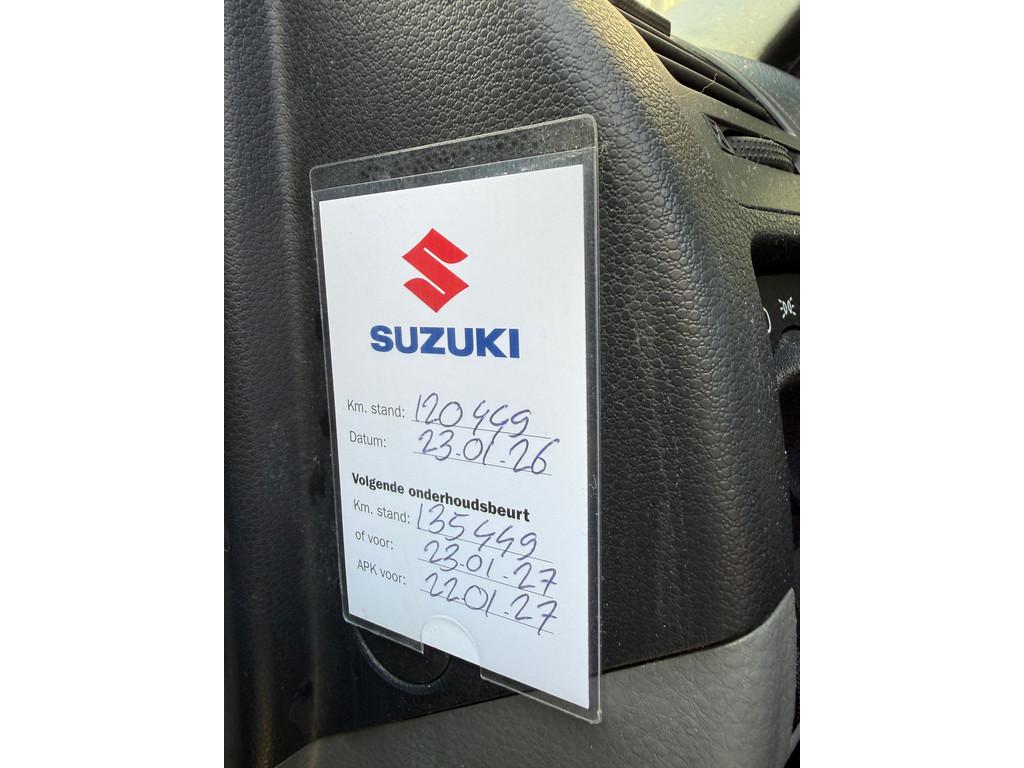 SUZUKI
Km. stand: 120449
Datum: 23-01-26
Volgende onderhoudsbeurt
Km. stand: 135449
of voor: 23-01-27
APK voor: 22-01-27